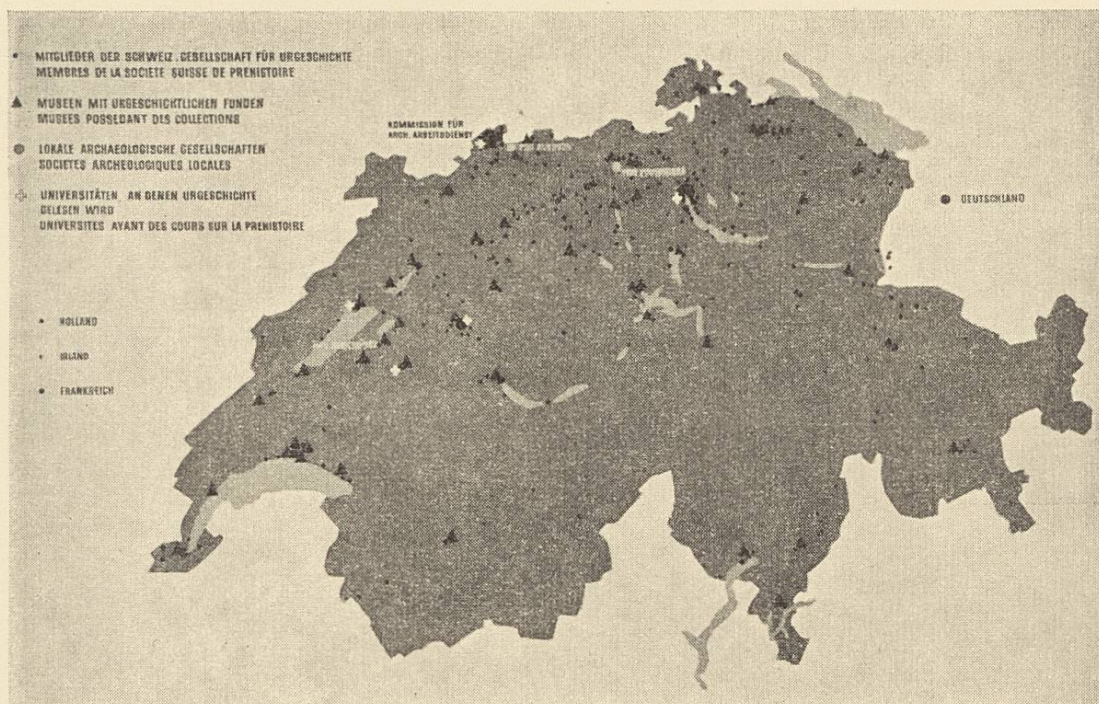 MITGLIEDER DER SCHWEIZ. GESELLSCHAFT FÜR URGESCHICHTE
MEMBRES DE LA SOCIETE SUISSE DE PREHISTOIRE
MUSEEN MIT URGESCHICHTLICHEN FUNDEN
MUSEES POSSEDANT DES COLLECTIONS
LOKALE ARCHAEOLOGISCHE GESELLSCHAFTEN
SOCIETES ARCHEOLOGIQUES LOCALES
UNIVERSITÄTEN AN DENEN URGESCHICHTE
GELESEN WIRD
UNIVERSITES AYANT DES COURS SUR LA PREHISTOIRE
KOMMISSION FÜR
ARCH. ARBEITSDIENST
DEUTSCHLAND
HOLLAND
IRLAND
FRANKREICH